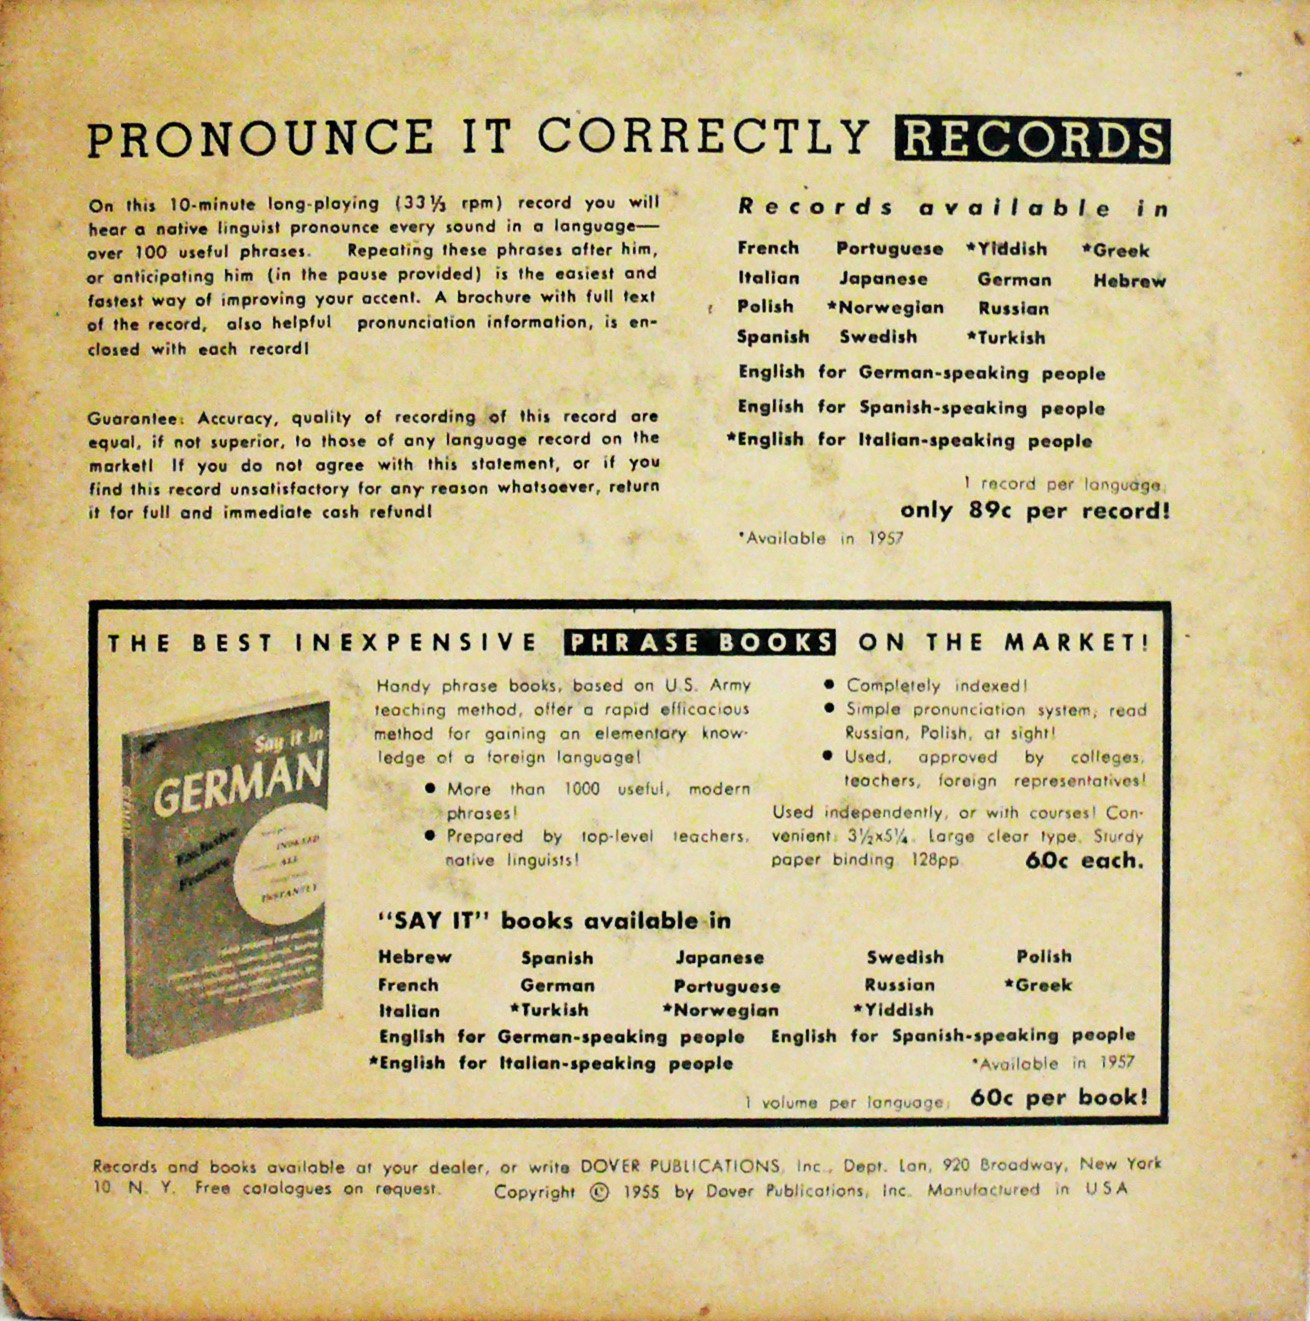 PRONOUNCE IT CORRECTLY RECORDS
On this 10-minute long-playing (33⅓ rpm) record you will
hear a native linguist pronounce every sound in a language—
over 100 useful phrases. Repeating these phrases after him,
or anticipating him (in the pause provided) is the easiest and
fastest way of improving your accent. A brochure with full text
of the record, also helpful pronunciation information, is en-
closed with each record!
Guarantee: Accuracy, quality of recording of this record are
equal, if not superior, to those of any language record on the
market! If you do not agree with this statement, or if you
find this record unsatisfactory for any reason whatsoever, return
it for full and immediate cash refund!
Records available in
French Portuguese *Yiddish *Greek
Italian Japanese German Hebrew
Polish *Norwegian Russian
Spanish Swedish *Turkish
English for German-speaking people
English for Spanish-speaking people
*English for Italian-speaking people
1 record per language,
only 89c per record!
*Available in 1957
THE BEST INEXPENSIVE PHRASE BOOKS ON THE MARKET!
Say it in
GERMAN
Exclusive
Feature
INDEXED
ALL
INSTANTLY
Handy phrase books, based on U.S. Army
teaching method, offer a rapid efficacious
method for gaining an elementary know-
ledge of a foreign language!
● More than 1000 useful, modern
phrases!
● Prepared by top-level teachers,
native linguists!
● Completely indexed!
● Simple pronunciation system, read
Russian, Polish, at sight!
● Used, approved by colleges,
teachers, foreign representatives!
Used independently, or with courses! Con-
venient, 3½x5¼. Large clear type. Sturdy
paper binding 128pp 60c each.
"SAY IT" books available in
Hebrew Spanish Japanese Swedish Polish
French German Portuguese Russian *Greek
Italian *Turkish *Norwegian *Yiddish
English for German-speaking people English for Spanish-speaking people
*English for Italian-speaking people *Available in 1957
1 volume per language, 60c per book!
Records and books available at your dealer, or write DOVER PUBLICATIONS, Inc., Dept. Lan, 920 Broadway, New York
10 N. Y. Free catalogues on request. Copyright © 1955 by Dover Publications, Inc. Manufactured in USA